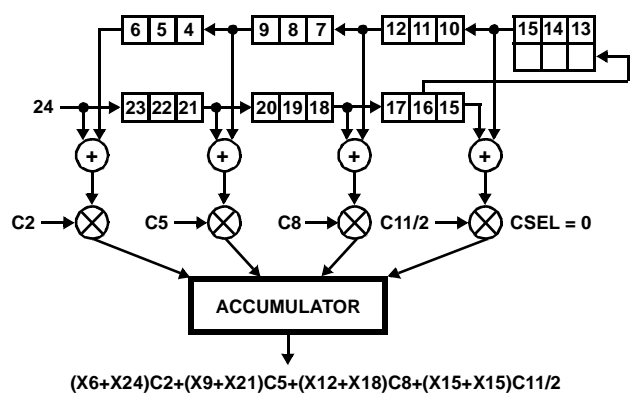 6 5 4 9 8 7 12 11 10 15 14 13
24 23 22 21 20 19 18 17 16 15
+ + + +
C2 C5 C8 C11/2 CSEL = 0
ACCUMULATOR
(X6+X24)C2+(X9+X21)C5+(X12+X18)C8+(X15+X15)C11/2